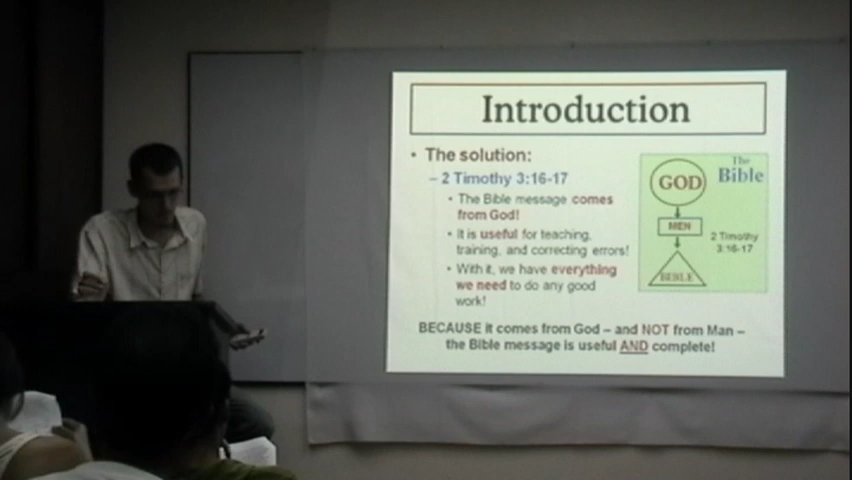 Introduction
• The solution:
– 2 Timothy 3:16-17
• The Bible message comes
from God!
• It is useful for teaching,
training, and correcting errors!
• With it, we have everything
we need to do any good
work!
The
Bible
GOD
MEN
2 Timothy
3:16-17
BIBLE
BECAUSE it comes from God – and NOT from Man –
the Bible message is useful AND complete!